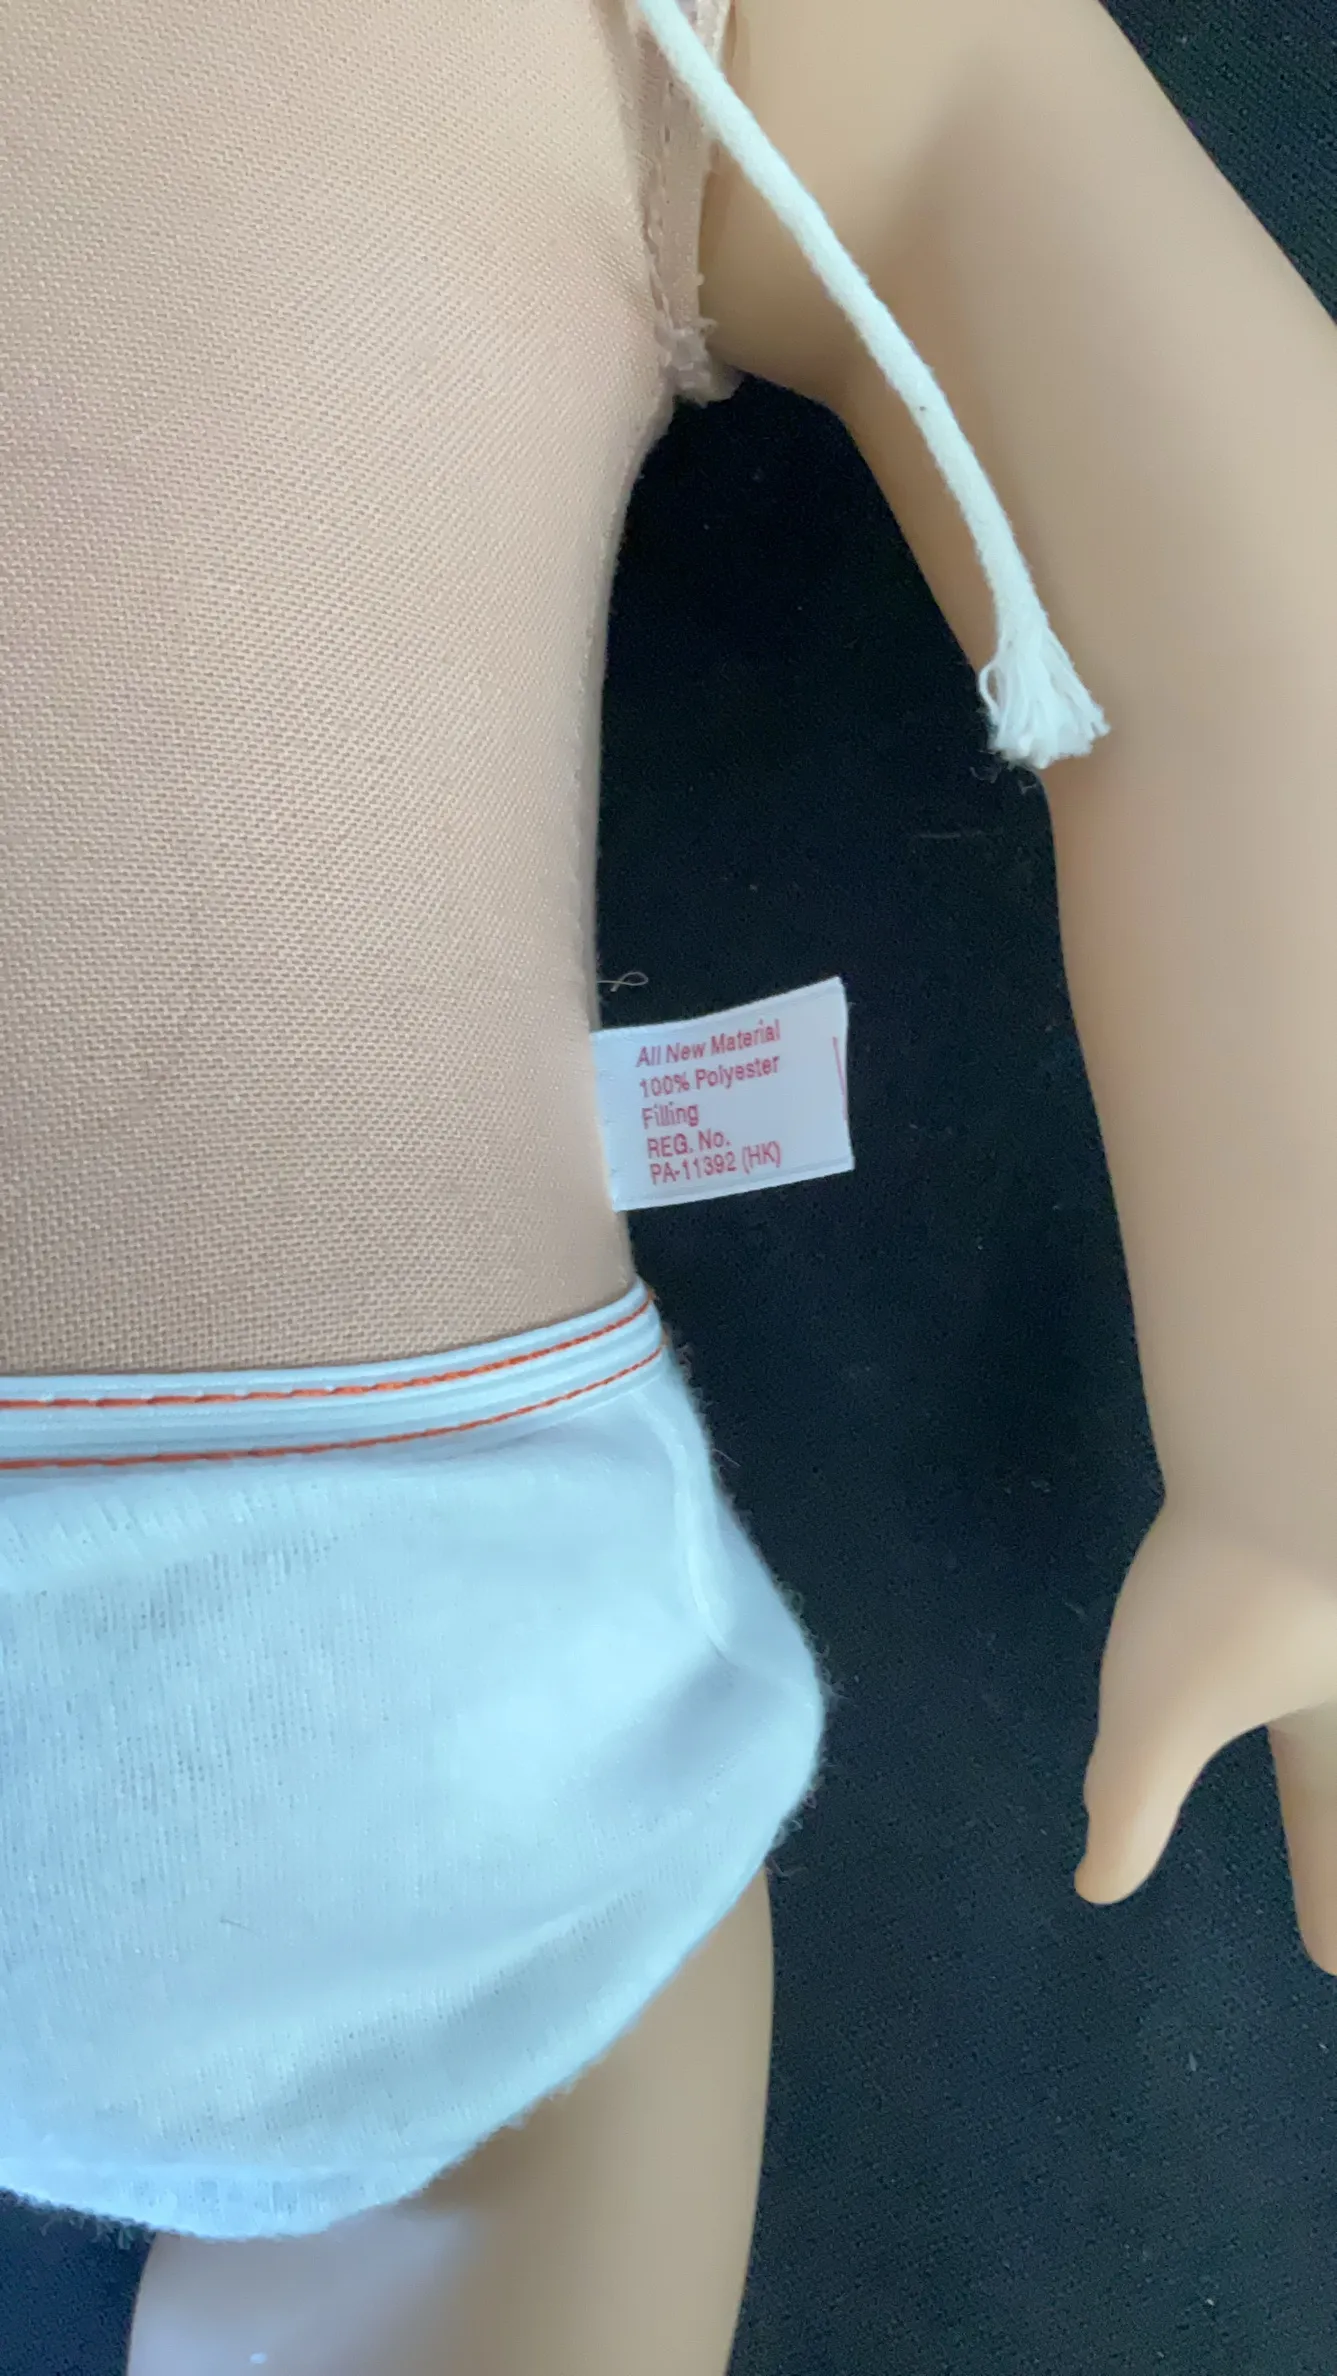 All New Material
100% Polyester
Filling
REG. No.
PA-11392 (HK)